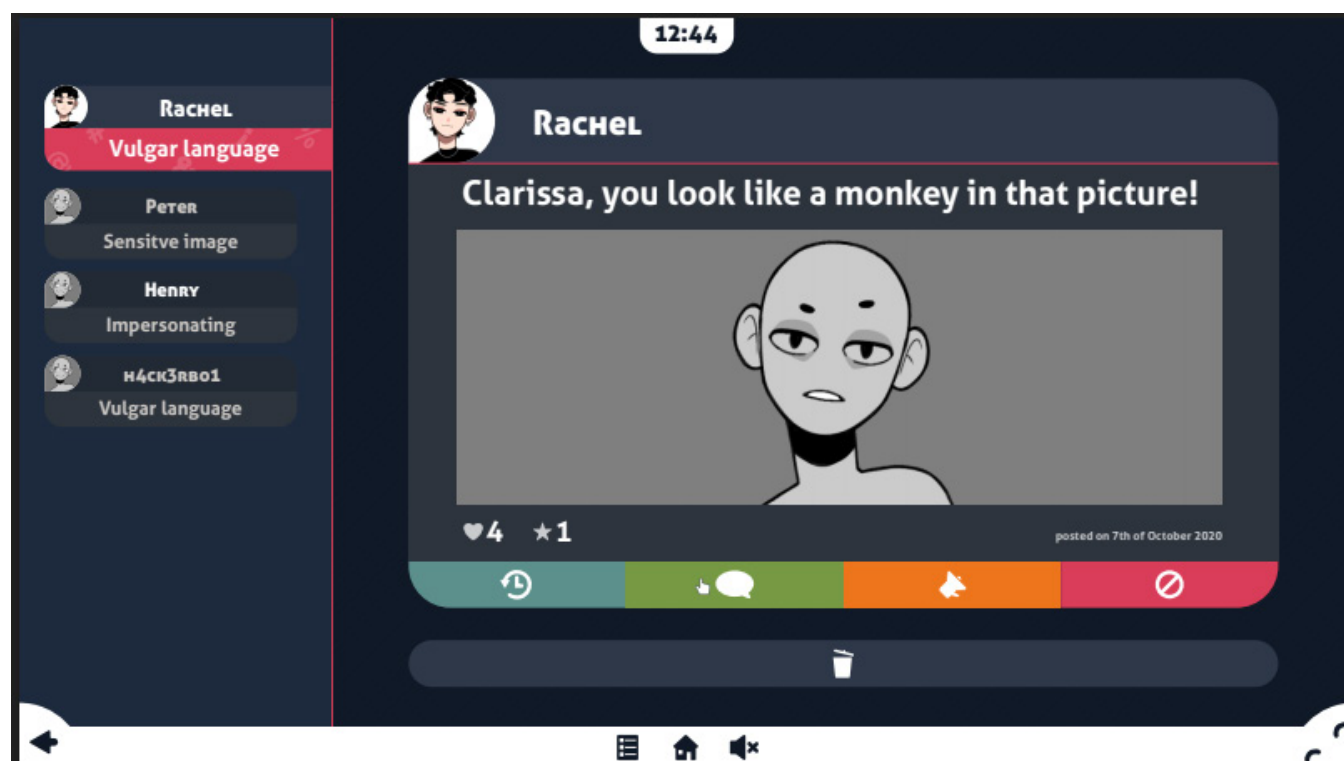 12:44
Rachel
Vulgar language
Peter
Sensitve image
Henry
Impersonating
H4ck3rbo1
Vulgar language
Rachel
Clarissa, you look like a monkey in that picture!
4 1
posted on 7th of October 2020